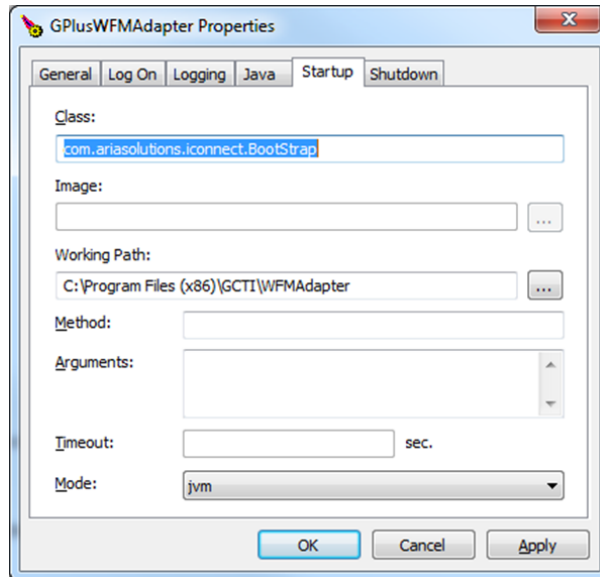 GPlusWFMAdapter Properties
General Log On Logging Java Startup Shutdown
Class:
com.ariasolutions.iconnect.BootStrap
Image:
...
Working Path:
C:\Program Files (x86)\GCTI\WFMAdapter ...
Method:
Arguments:
Timeout: sec.
Mode: jvm
OK Cancel Apply